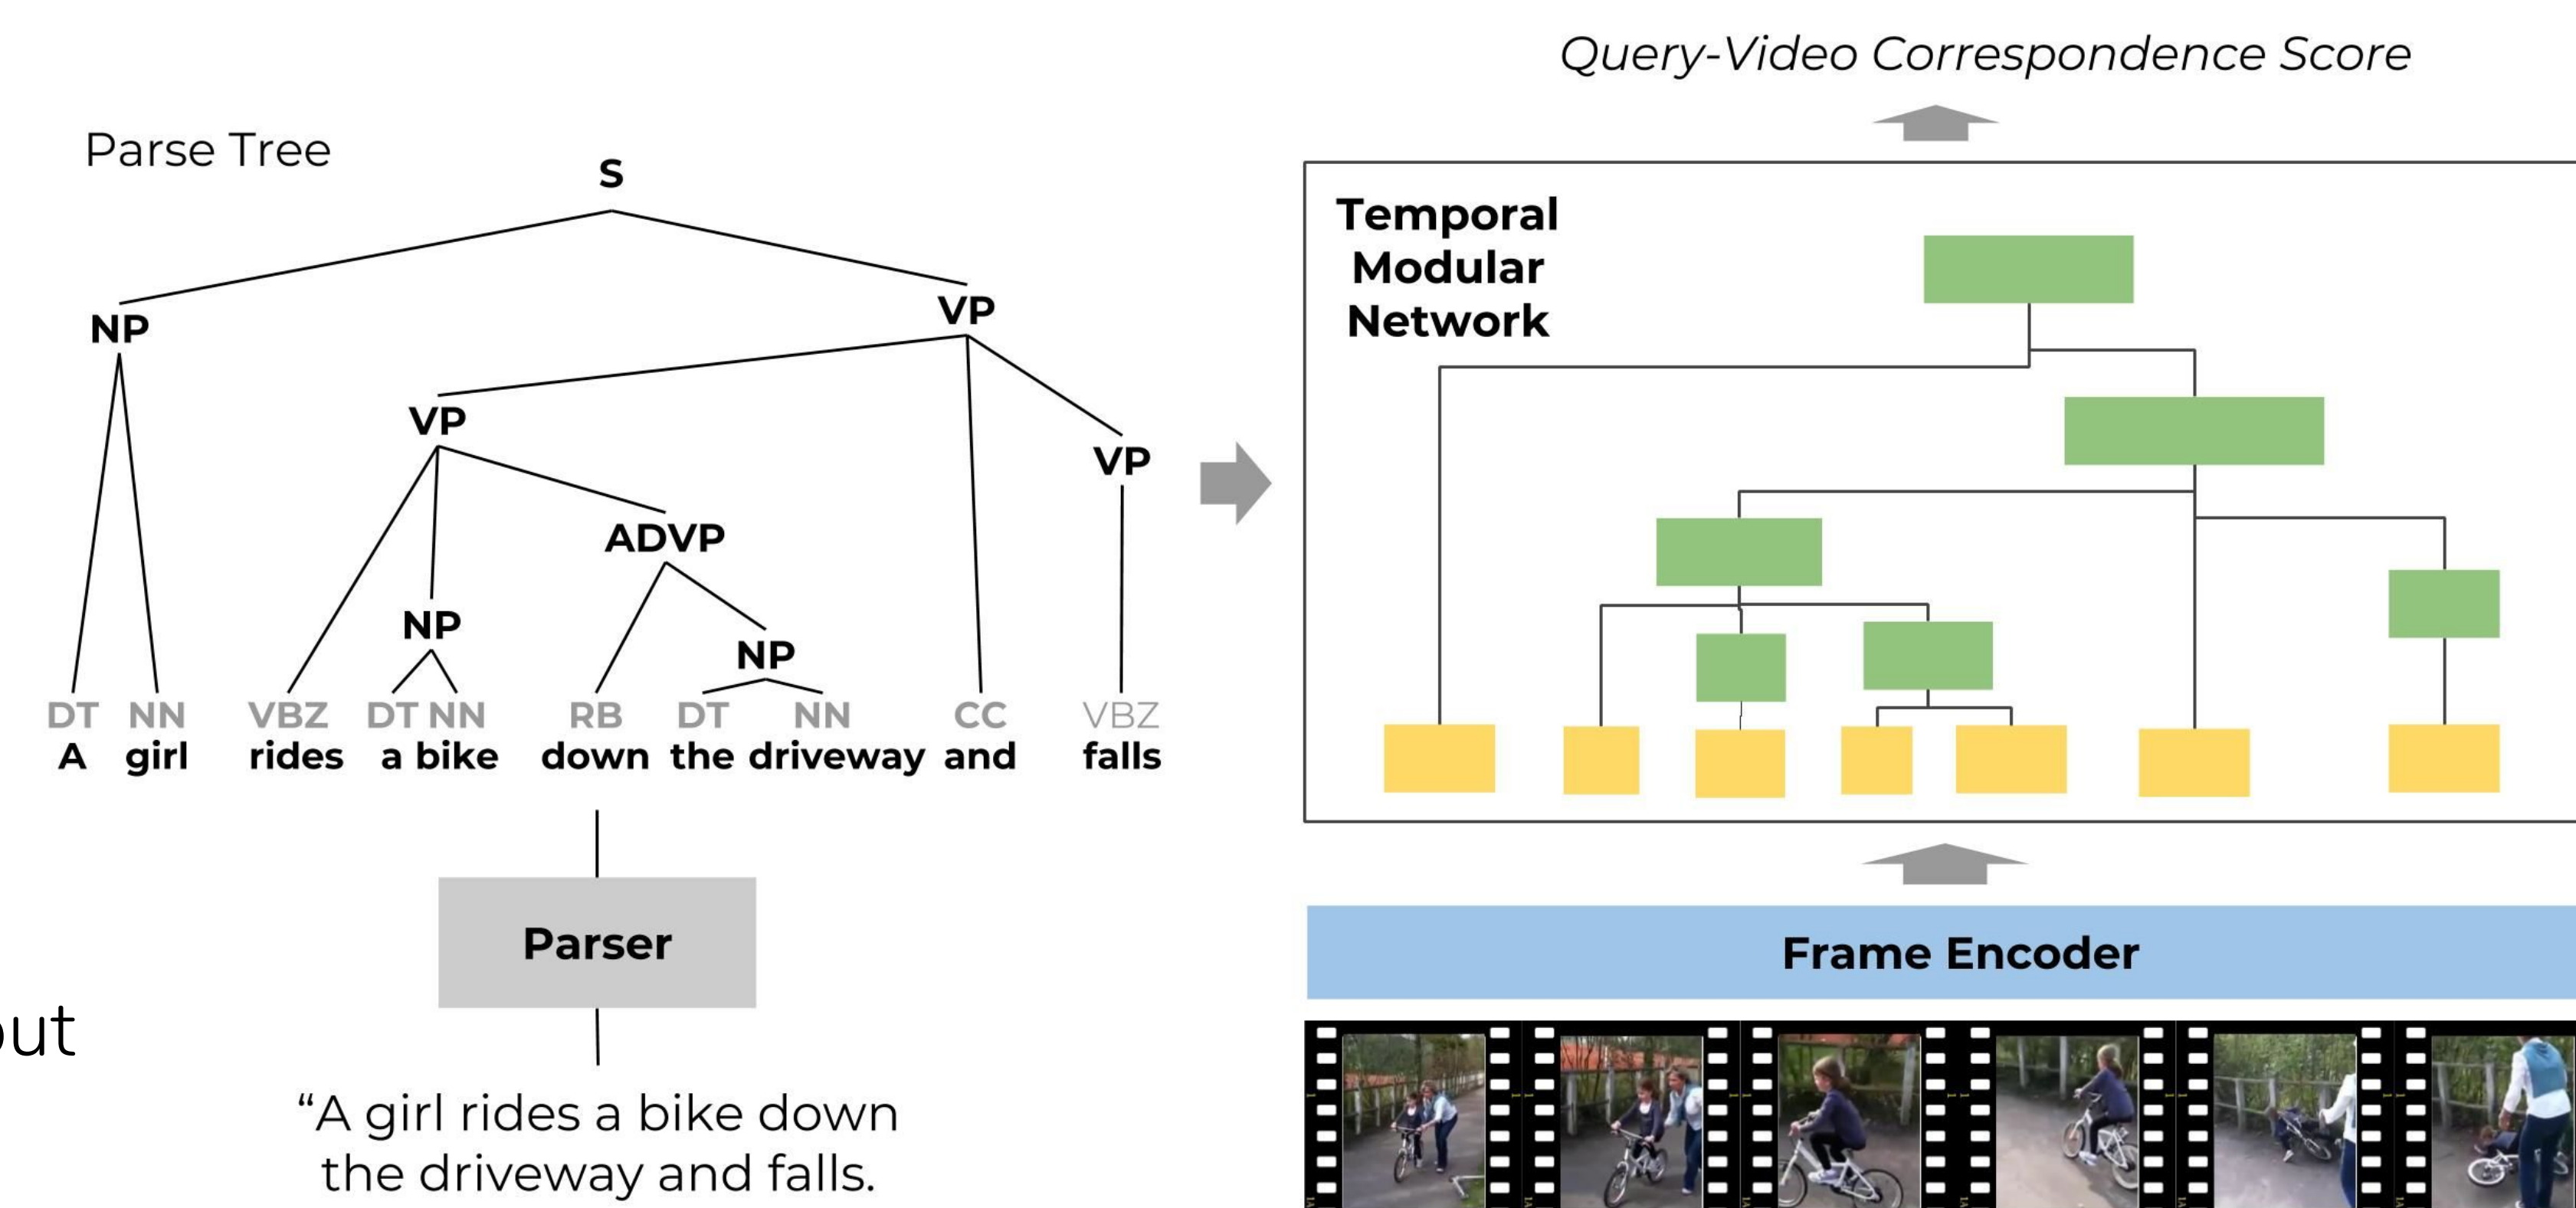 Query-Video Correspondence Score
Parse Tree
S
NP VP
VP
VP
ADVP
NP
NP
DT NN VBZ DT NN RB DT NN CC VBZ
A girl rides a bike down the driveway and falls
Parser
out
“A girl rides a bike down
the driveway and falls.
Temporal
Modular
Network
Frame Encoder